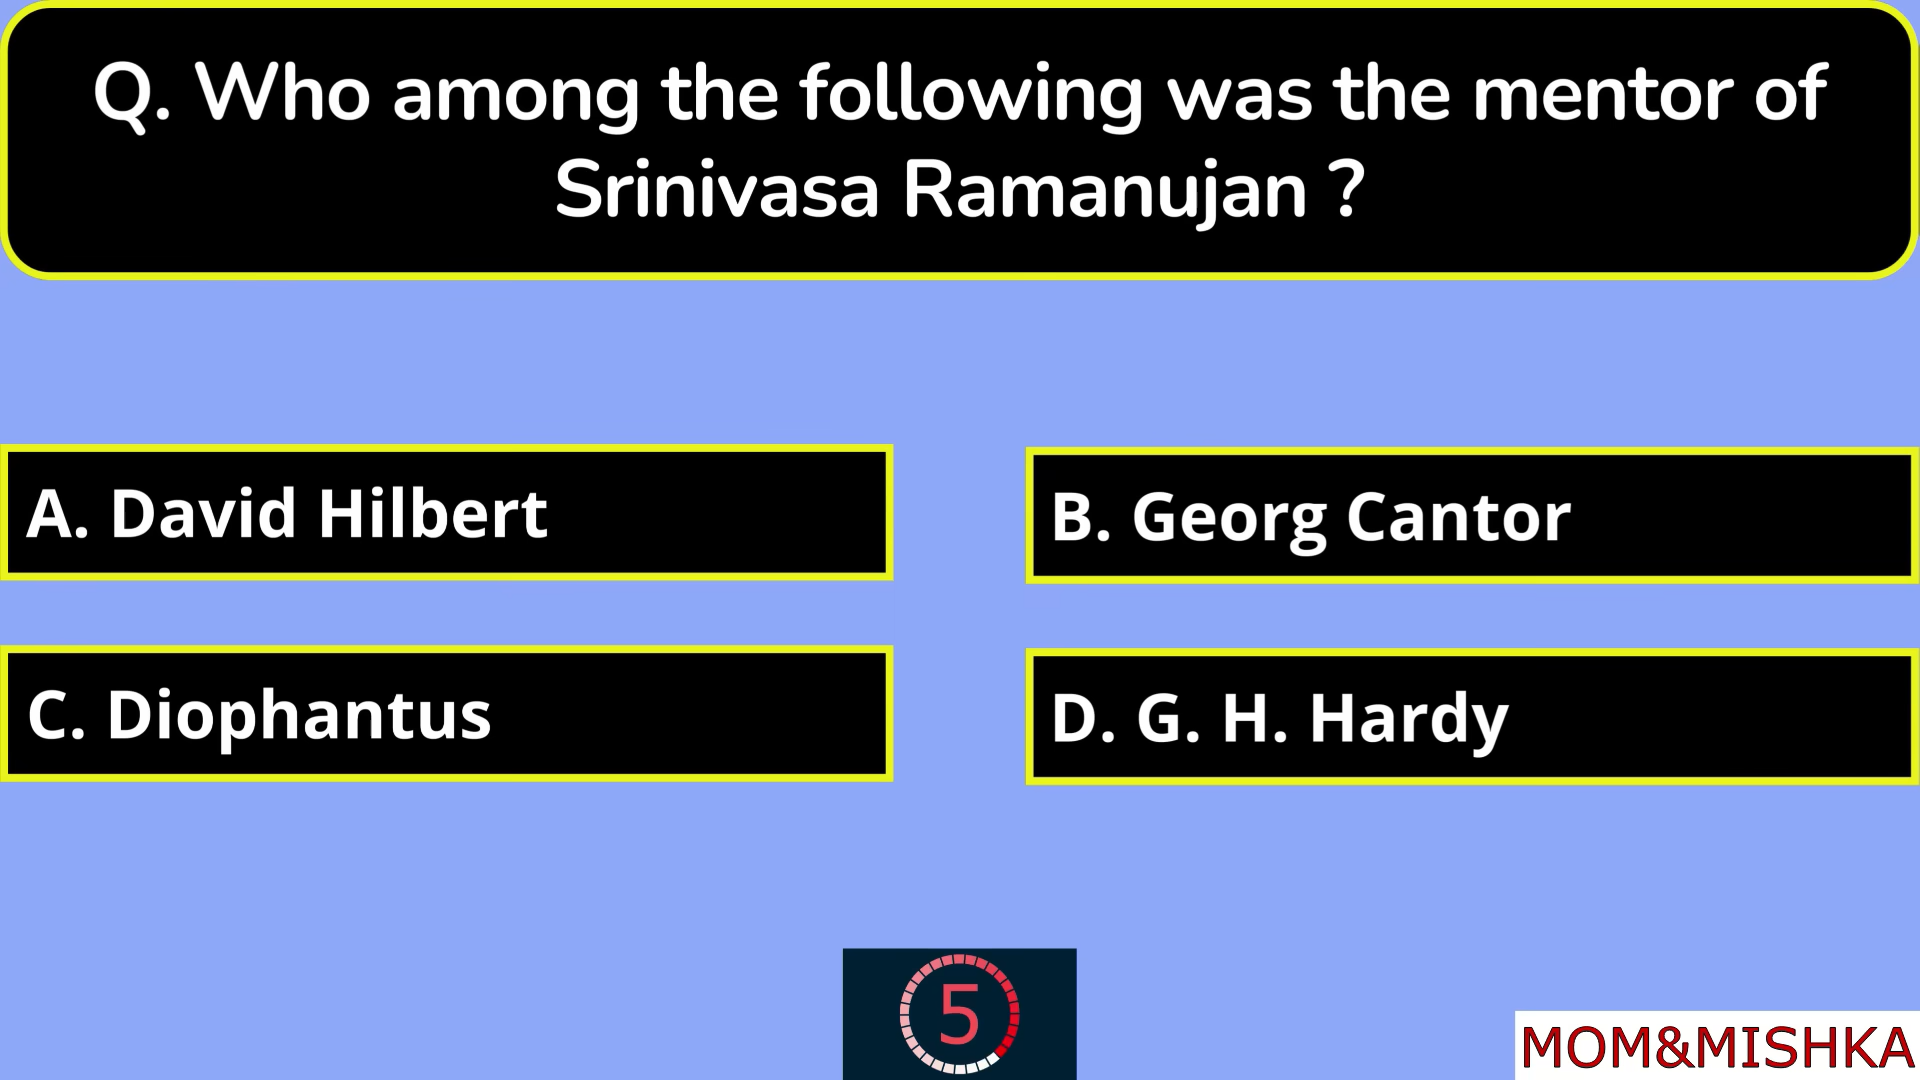 Q. Who among the following was the mentor of
Srinivasa Ramanujan ?
A. David Hilbert
B. Georg Cantor
C. Diophantus
D. G. H. Hardy
5
MOM&MISHKA